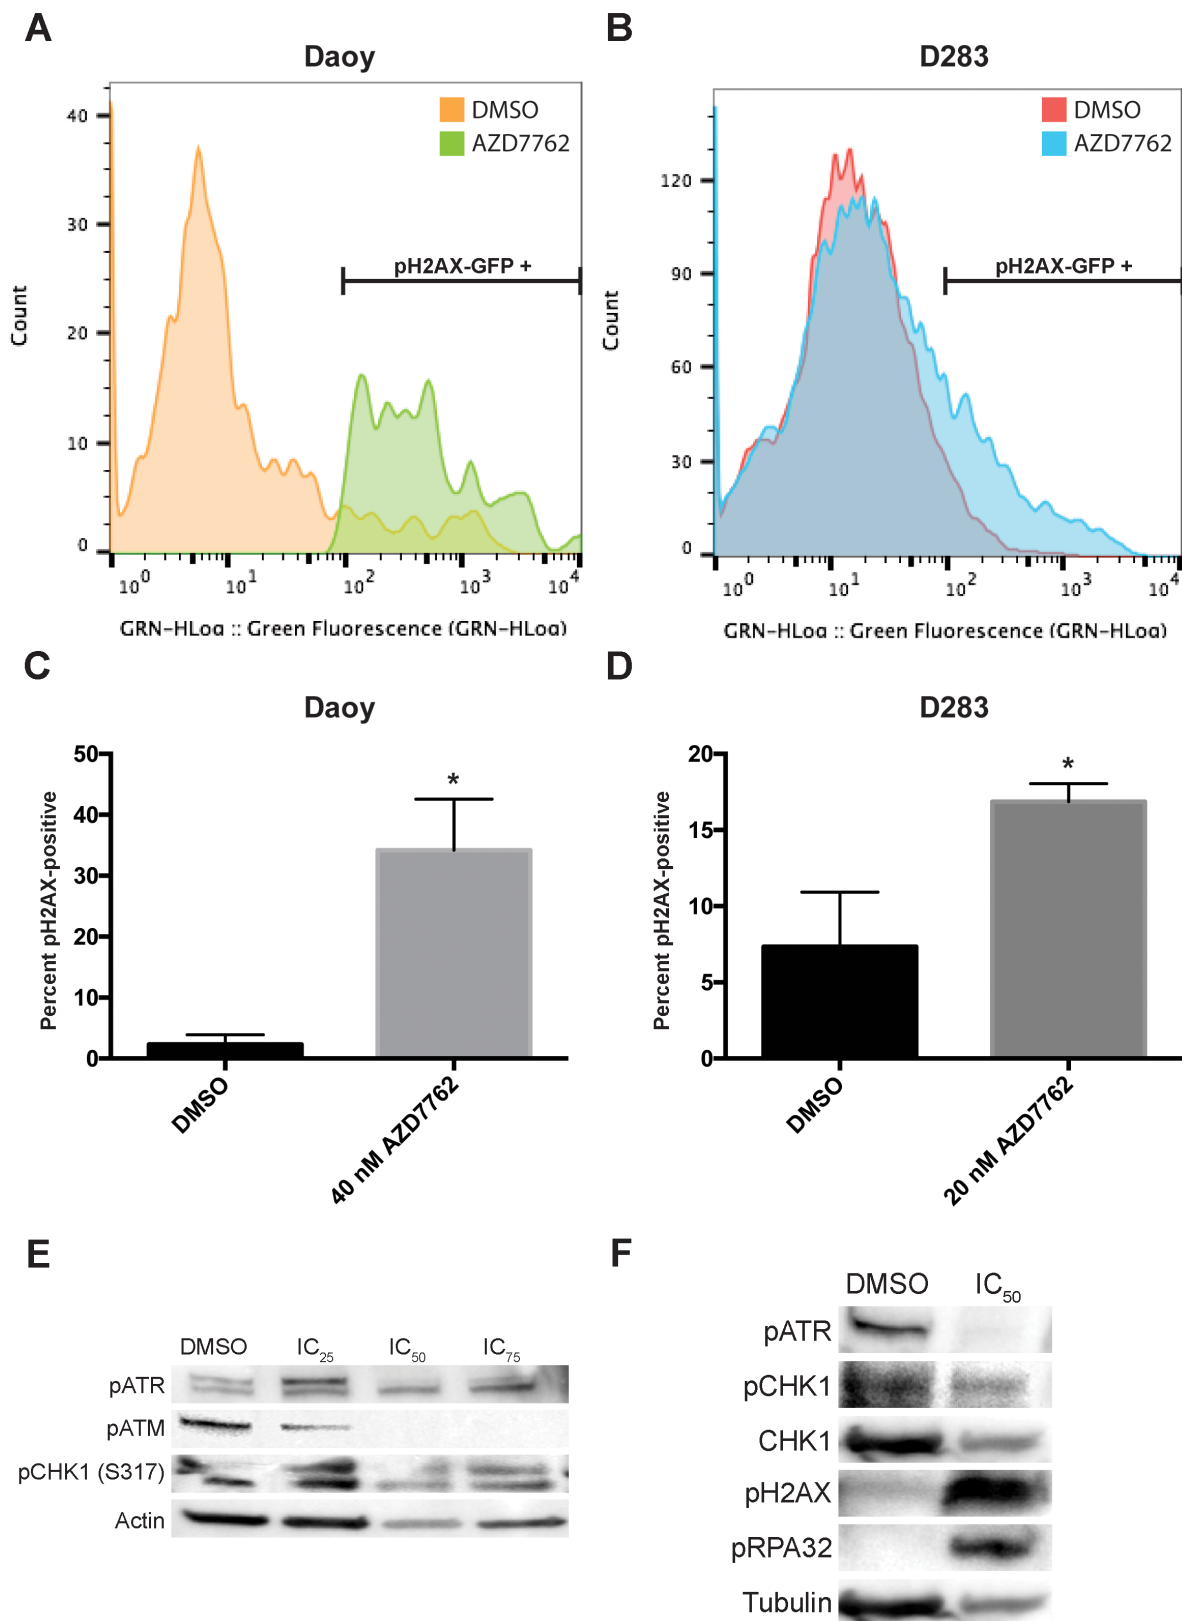 A
Daoy
DMSO
AZD7762
pH2AX-GFP +
Count
40
30
20
10
0
10^0
10^1
10^2
10^3
10^4
GRN-HLog :: Green Fluorescence (GRN-HLog)
B
D283
DMSO
AZD7762
pH2AX-GFP +
Count
120
90
60
30
0
10^0
10^1
10^2
10^3
10^4
GRN-HLog :: Green Fluorescence (GRN-HLog)
C
Daoy
Percent pH2AX-positive
50
40
30
20
10
0
*
DMSO
40 nM AZD7762
D
D283
Percent pH2AX-positive
20
15
10
5
0
*
DMSO
20 nM AZD7762
E
DMSO IC25 IC50 IC75
pATR
pATM
pCHK1 (S317)
Actin
F
DMSO IC50
pATR
pCHK1
CHK1
pH2AX
pRPA32
Tubulin